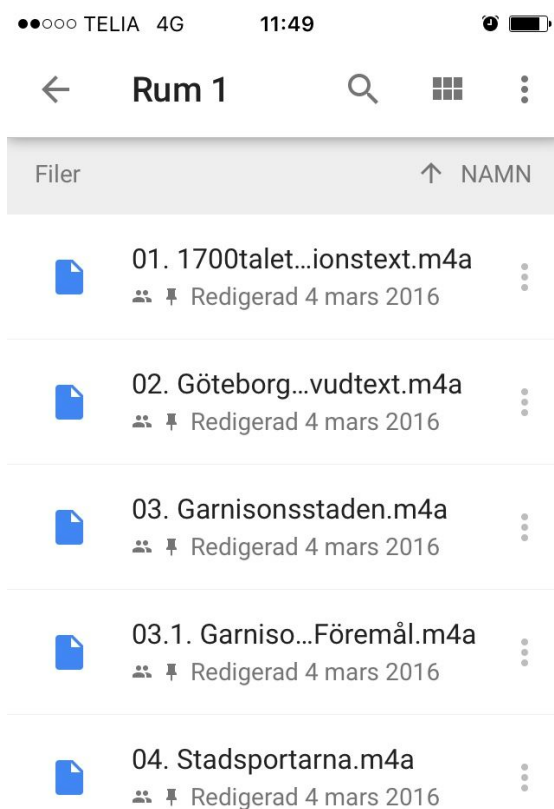 TELIA 4G 11:49
Rum 1
Filer NAMN
01. 1700talet...ionstext.m4a
Redigerad 4 mars 2016
02. Göteborg...vudtext.m4a
Redigerad 4 mars 2016
03. Garnisonsstaden.m4a
Redigerad 4 mars 2016
03.1. Garniso...Föremål.m4a
Redigerad 4 mars 2016
04. Stadsportarna.m4a
Redigerad 4 mars 2016